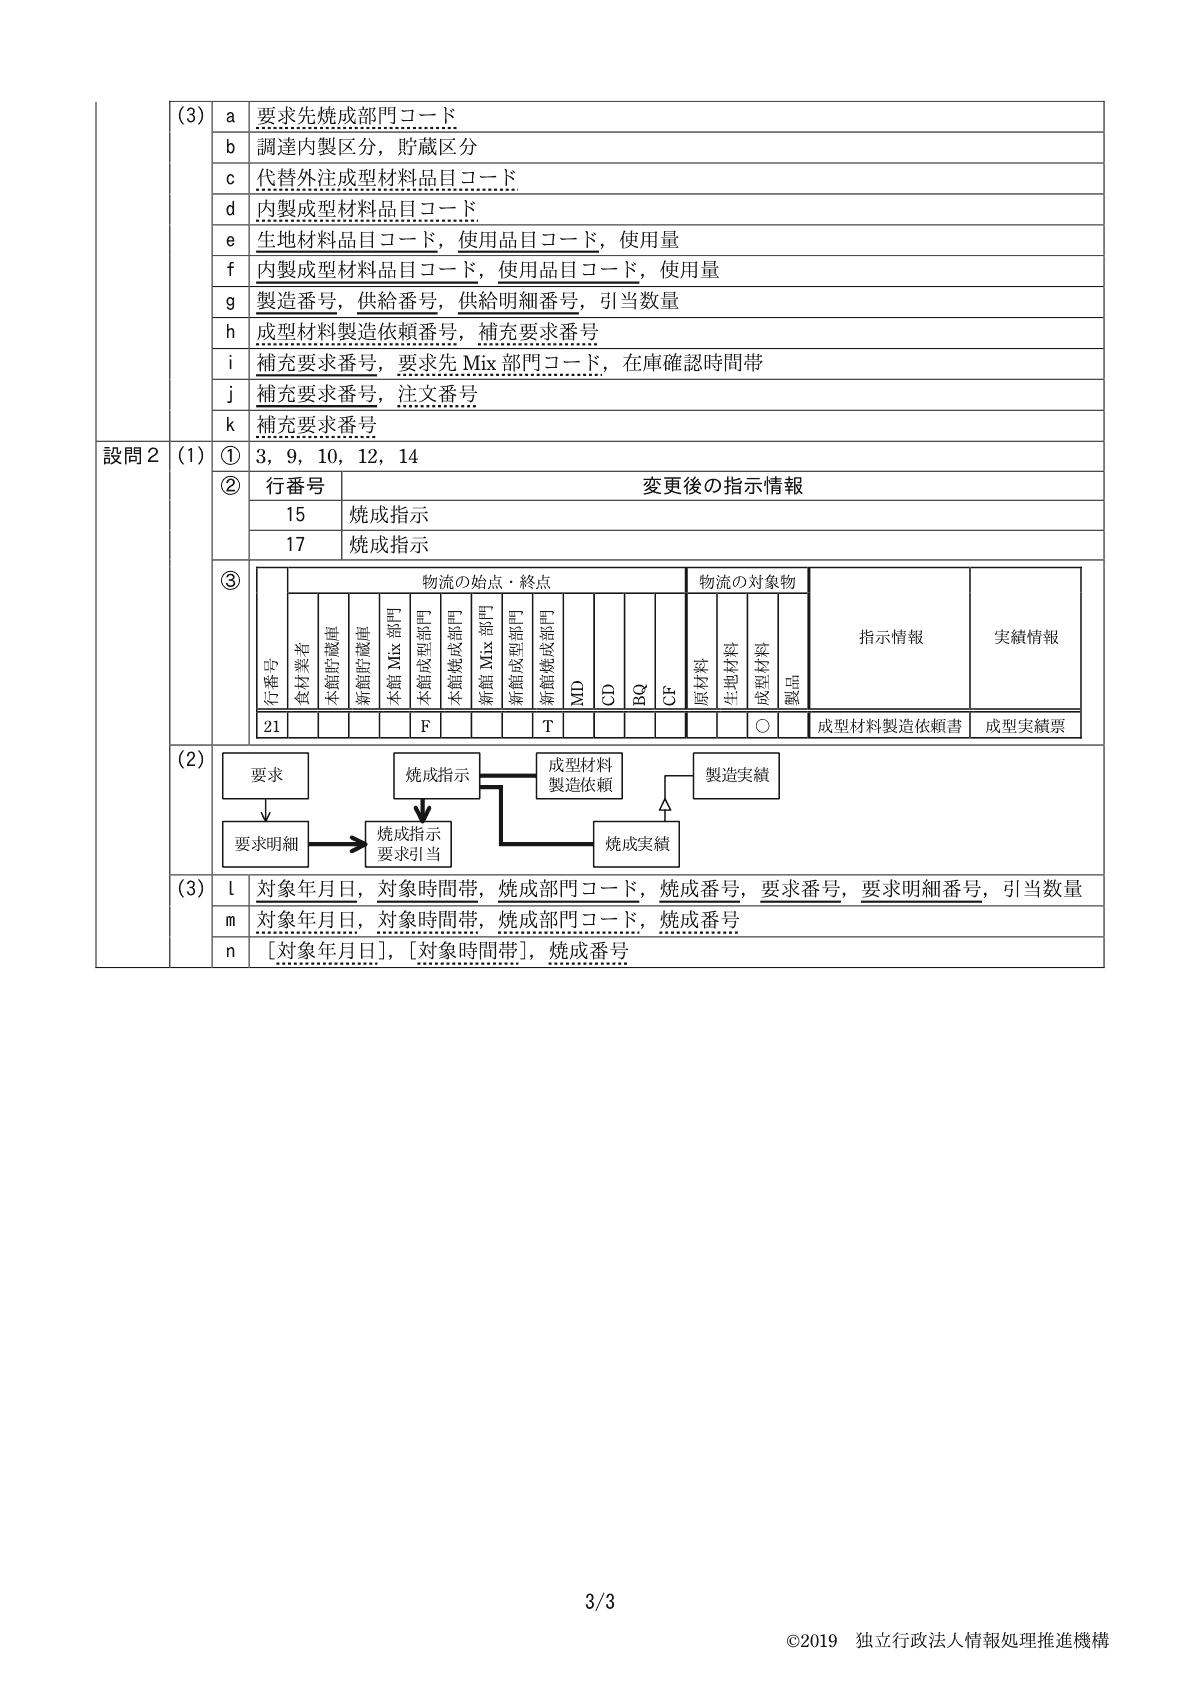 (3) a 要求先焼成部門コード
b 調達内製区分，貯蔵区分
c 代替外注成型材料品目コード
d 内製成型材料品目コード
e 生地材料品目コード，使用品目コード，使用量
f 内製成型材料品目コード，使用品目コード，使用量
g 製造番号，供給番号，供給明細番号，引当数量
h 成型材料製造依頼番号，補充要求番号
i 補充要求番号，要求先 Mix 部門コード，在庫確認時間帯
j 補充要求番号，注文番号
k 補充要求番号
設問２ (1) ① 3，9，10，12，14
② 行番号 変更後の指示情報
15 焼成指示
17 焼成指示
③ 物流の始点・終点 物流の対象物
行番号 食材業者 本館貯蔵庫 新館貯蔵庫 本館 Mix 部門 本館成型部門 本館焼成部門 新館 Mix 部門 新館成型部門 新館焼成部門 MD CD BQ CF 原材料 生地材料 成型材料 製品 指示情報 実績情報
21 F T ○ 成型材料製造依頼書 成型実績票
(2) 要求 焼成指示 成型材料 製造実績
製造依頼
要求明細 焼成指示 焼成実績
要求引当
(3) l 対象年月日，対象時間帯，焼成部門コード，焼成番号，要求番号，要求明細番号，引当数量
m 対象年月日，対象時間帯，焼成部門コード，焼成番号
n ［対象年月日］，［対象時間帯］，焼成番号
3/3
©2019　独立行政法人情報処理推進機構